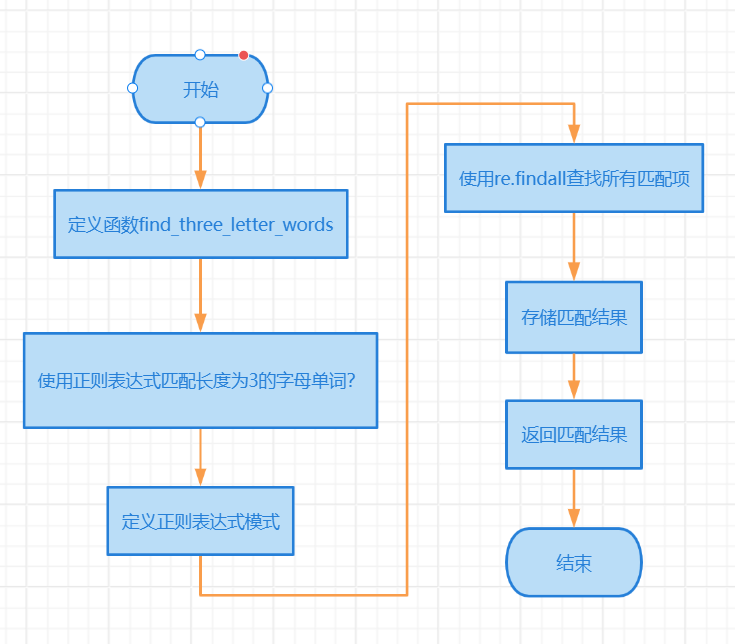 开始
定义函数find_three_letter_words
使用正则表达式匹配长度为3的字母单词?
定义正则表达式模式
使用re.findall查找所有匹配项
存储匹配结果
返回匹配结果
结束